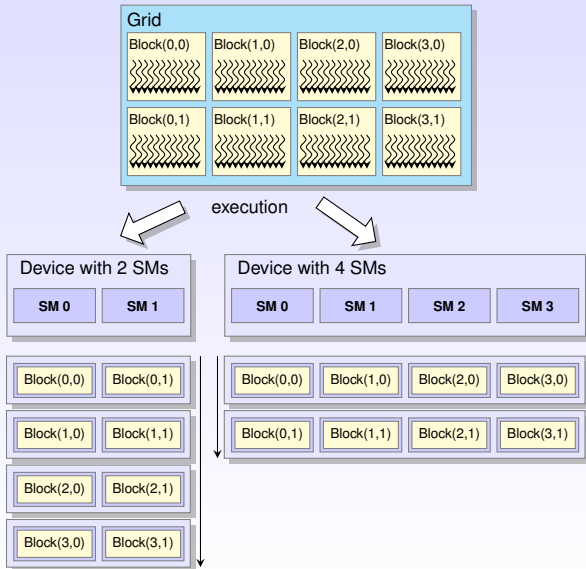 Grid
Block(0,0) Block(1,0) Block(2,0) Block(3,0)
Block(0,1) Block(1,1) Block(2,1) Block(3,1)
execution
Device with 2 SMs
SM 0 SM 1
Block(0,0) Block(0,1)
Block(1,0) Block(1,1)
Block(2,0) Block(2,1)
Block(3,0) Block(3,1)
Device with 4 SMs
SM 0 SM 1 SM 2 SM 3
Block(0,0) Block(1,0) Block(2,0) Block(3,0)
Block(0,1) Block(1,1) Block(2,1) Block(3,1)